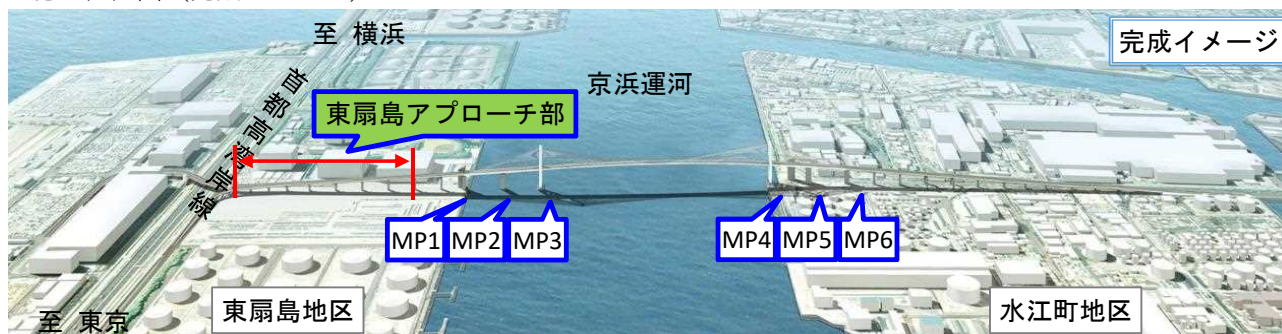 至 横浜
完成イメージ
首都高湾岸線
京浜運河
東扇島アプローチ部
MP1
MP2
MP3
MP4
MP5
MP6
東扇島地区
水江町地区
至 東京